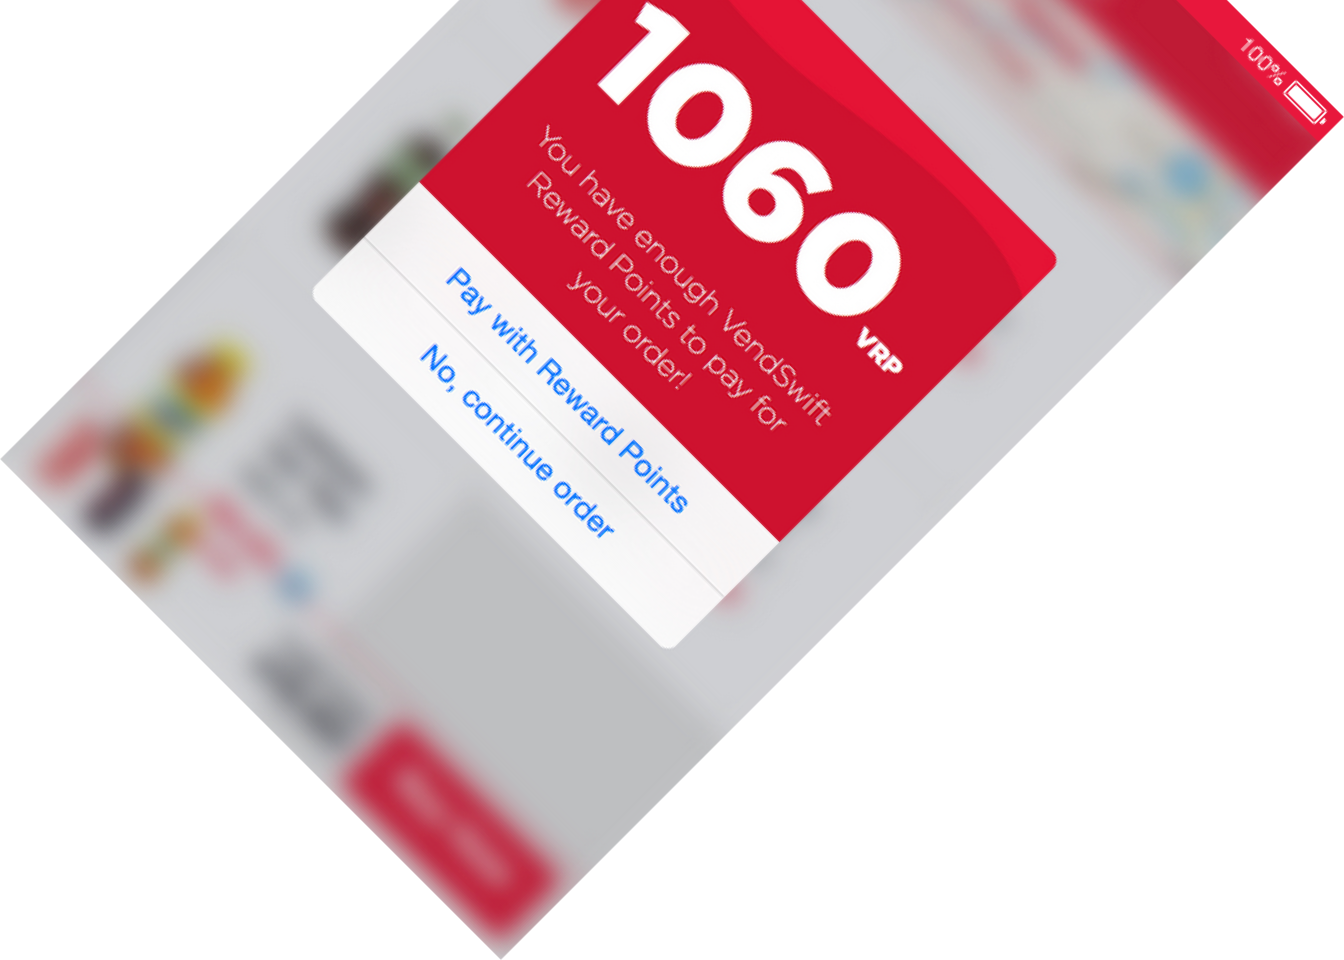 100%
1060 VRP
You have enough VendSwift
Reward Points to pay for
your order!
Pay with Reward Points
No, continue order